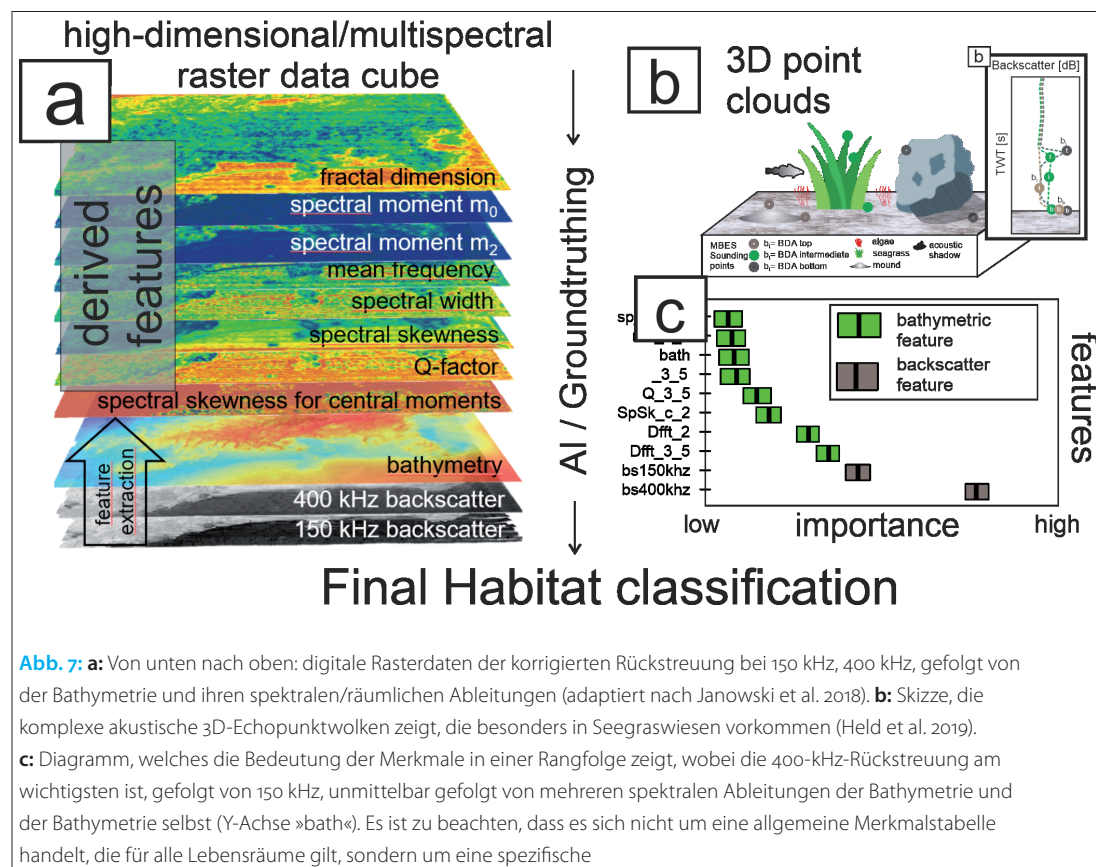 high-dimensional/multispectral
raster data cube
a
derived
features
fractal dimension
spectral moment m0
spectral moment m2
mean frequency
spectral width
spectral skewness
Q-factor
spectral skewness for central moments
bathymetry
400 kHz backscatter
150 kHz backscatter
feature
extraction
AI / Groundtruthing
b
3D point
clouds
b
Backscatter [dB]
TWT [s]
MBES
Sounding
points
bt= BDA top
bi= BDA intermediate
BDA bottom
algae
seagrass
mound
acoustic
shadow
c
bath
_3_5
Q_3_5
SpSk_c_2
Dfft_2
Dfft_3_5
bs150khz
bs400khz
bathymetric
feature
backscatter
feature
features
low
importance
high
Final Habitat classification
Abb. 7: a: Von unten nach oben: digitale Rasterdaten der korrigierten Rückstreuung bei 150 kHz, 400 kHz, gefolgt von
der Bathymetrie und ihren spektralen/räumlichen Ableitungen (adaptiert nach Janowski et al. 2018). b: Skizze, die
komplexe akustische 3D-Echopunktwolken zeigt, die besonders in Seegraswiesen vorkommen (Held et al. 2019).
c: Diagramm, welches die Bedeutung der Merkmale in einer Rangfolge zeigt, wobei die 400-kHz-Rückstreuung am
wichtigsten ist, gefolgt von 150 kHz, unmittelbar gefolgt von mehreren spektralen Ableitungen der Bathymetrie und
der Bathymetrie selbst (Y-Achse »bath«). Es ist zu beachten, dass es sich nicht um eine allgemeine Merkmalstabelle
handelt, die für alle Lebensräume gilt, sondern um eine spezifische